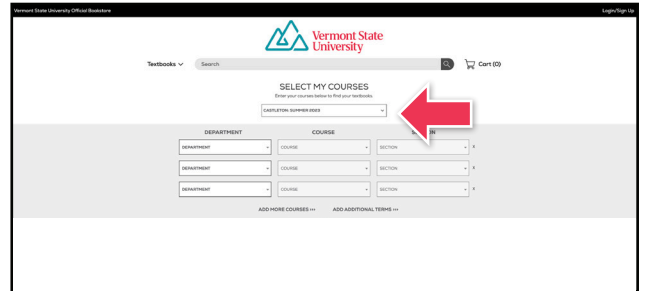 Vermont State University Official Bookstore
Login/Sign Up
Vermont State
University
Textbooks
Search
Cart (0)
SELECT MY COURSES
Enter your courses below to find your textbooks.
CASTLETON: SUMMER 2023
DEPARTMENT COURSE
DEPARTMENT COURSE SECTION X
DEPARTMENT COURSE SECTION X
DEPARTMENT COURSE SECTION X
ADD MORE COURSES >>> ADD ADDITIONAL TERMS >>>